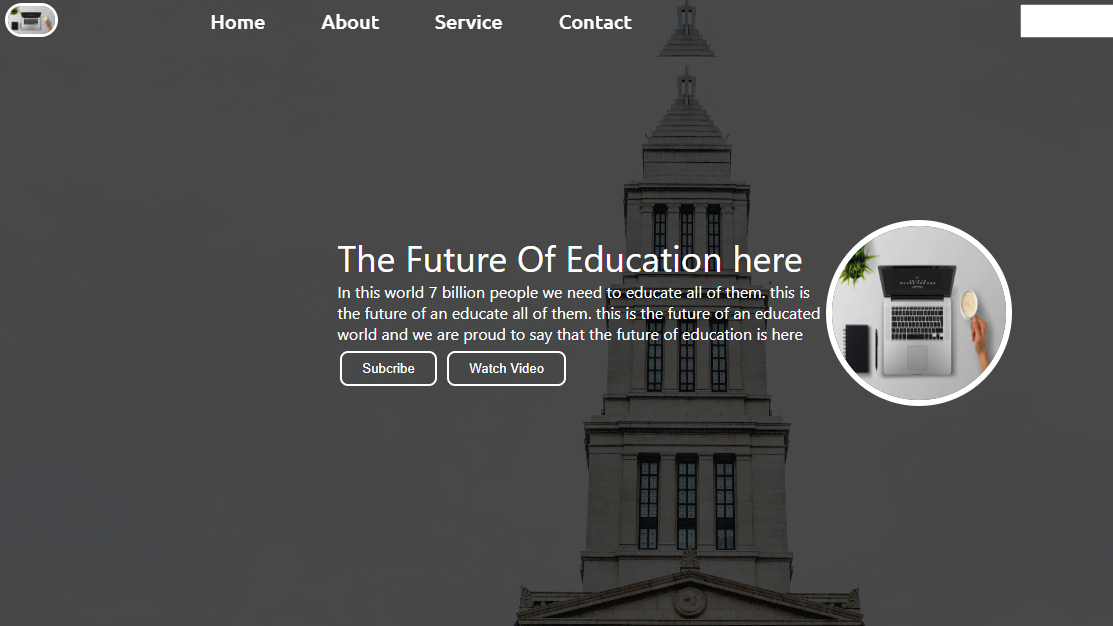 Home About Service Contact
The Future Of Education here
In this world 7 billion people we need to educate all of them. this is
the future of an educate all of them. this is the future of an educated
world and we are proud to say that the future of education is here
Subcribe Watch Video